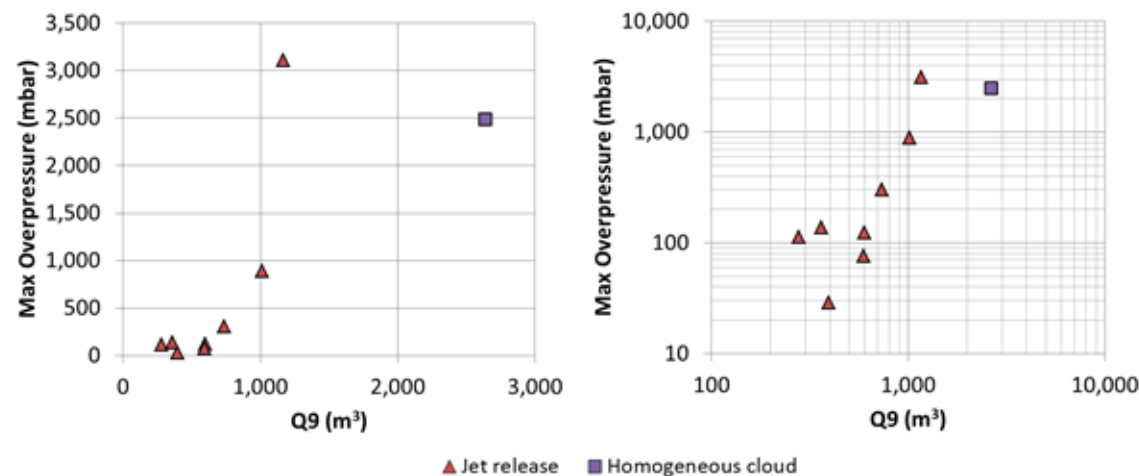 3,500
3,000
2,500
2,000
1,500
1,000
500
0
Max Overpressure (mbar)
0 1,000 2,000 3,000
Q9 (m³)
10,000
1,000
100
10
Max Overpressure (mbar)
100 1,000 10,000
Q9 (m³)
Jet release Homogeneous cloud